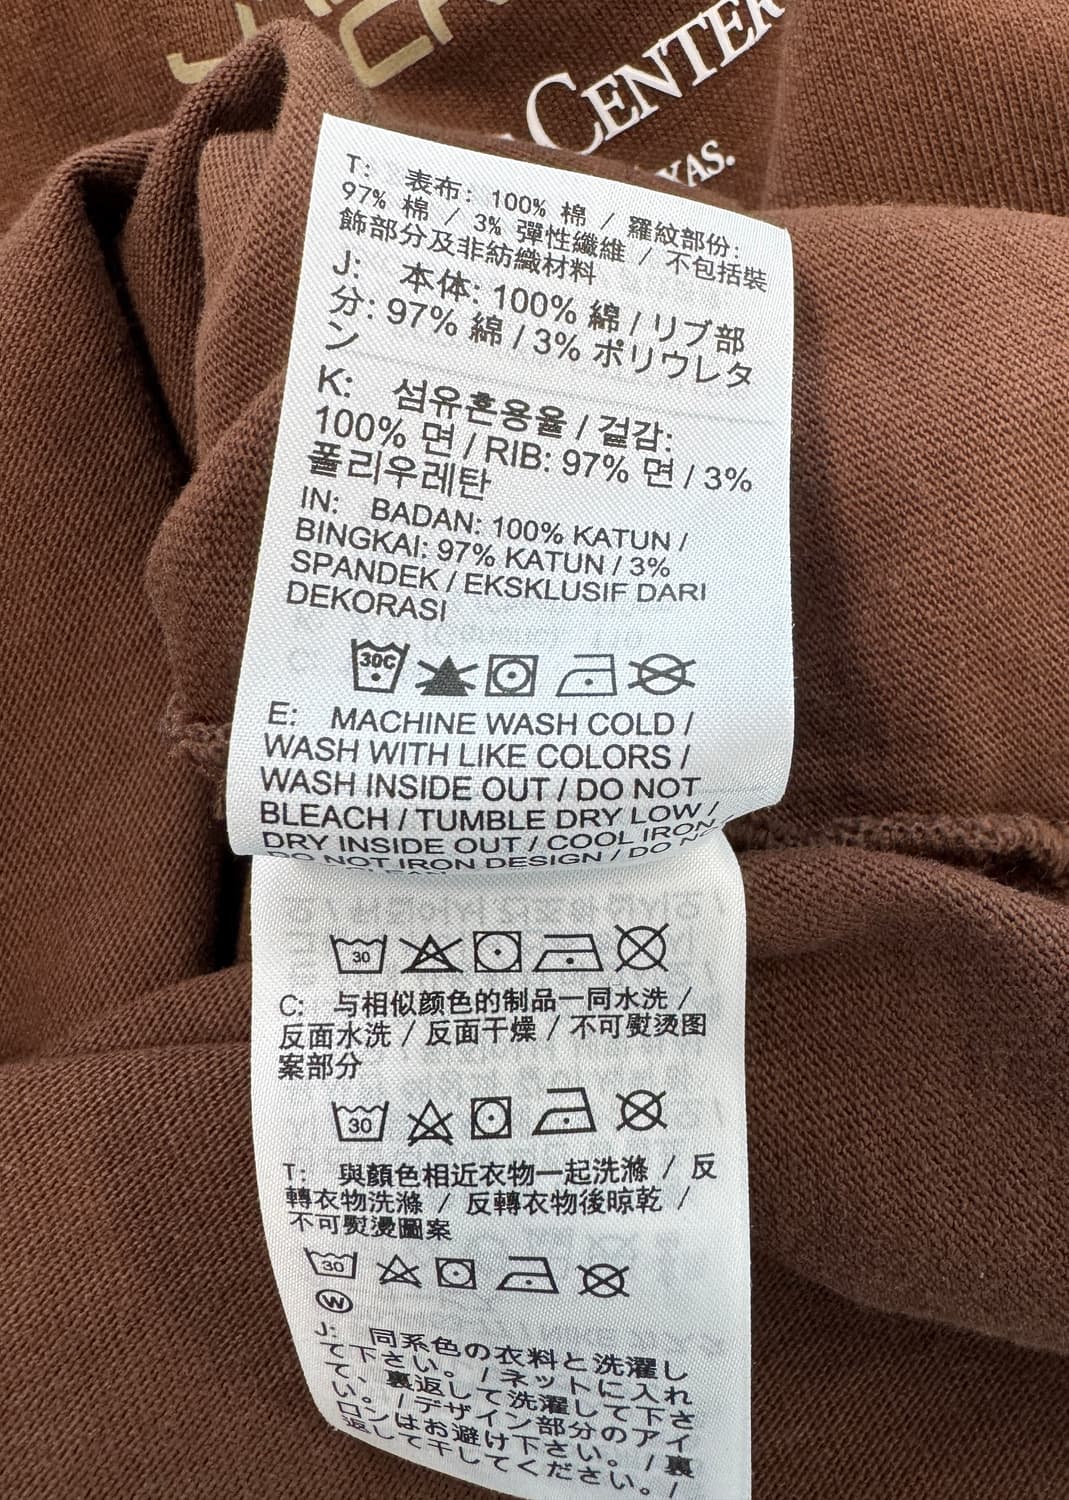 CENTER
XAS.
T: 表布: 100% 棉 / 羅紋部份:
97% 棉 / 3% 彈性纖維 / 不包括裝
飾部分及非紡織材料
J: 本体: 100% 綿 / リブ部
分: 97% 綿 / 3% ポリウレタ
ン
K: 섬유혼용율 / 겉감:
100% 면 / RIB: 97% 면 / 3%
폴리우레탄
IN: BADAN: 100% KATUN /
BINGKAI: 97% KATUN / 3%
SPANDEK / EKSKLUSIF DARI
DEKORASI
30C
E: MACHINE WASH COLD /
WASH WITH LIKE COLORS /
WASH INSIDE OUT / DO NOT
BLEACH / TUMBLE DRY LOW /
DRY INSIDE OUT / COOL IRON /
DO NOT IRON DESIGN / DO NO
30
C: 与相似颜色的制品一同水洗 /
反面水洗 / 反面干燥 / 不可熨烫图
案部分
30
T: 與顏色相近衣物一起洗滌 / 反
轉衣物洗滌 / 反轉衣物後晾乾 /
不可熨燙圖案
30
W
J: 同系色の衣料と洗濯し
て下さい。 / ネットに入れ
て、裏返して洗濯して下さ
い。 / デザイン部分のアイ
ロンはお避け下さい。 / 裏
返して干してください。 /